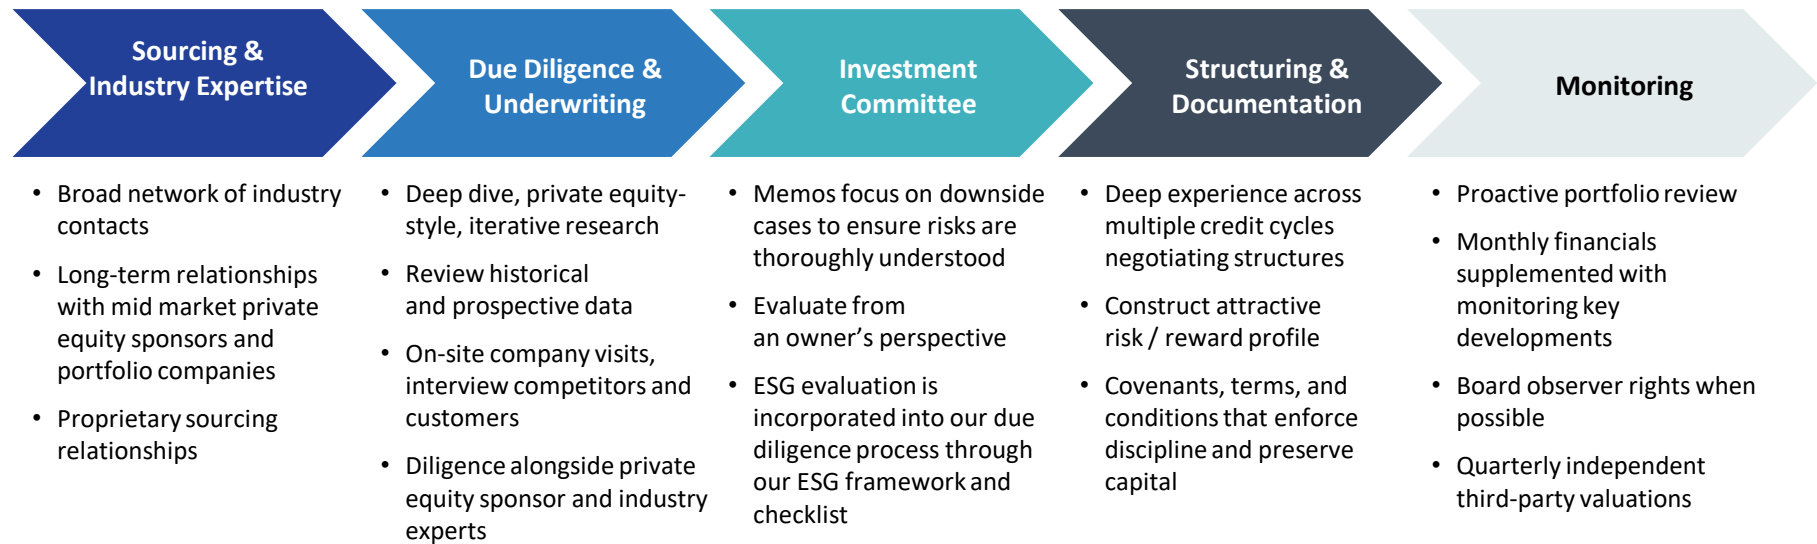 Sourcing &
Industry Expertise
• Broad network of industry
contacts
• Long-term relationships
with mid market private
equity sponsors and
portfolio companies
• Proprietary sourcing
relationships
Due Diligence &
Underwriting
• Deep dive, private equity-
style, iterative research
• Review historical
and prospective data
• On-site company visits,
interview competitors and
customers
• Diligence alongside private
equity sponsor and industry
experts
Investment
Committee
• Memos focus on downside
cases to ensure risks are
thoroughly understood
• Evaluate from
an owner’s perspective
• ESG evaluation is
incorporated into our due
diligence process through
our ESG framework and
checklist
Structuring &
Documentation
• Deep experience across
multiple credit cycles
negotiating structures
• Construct attractive
risk / reward profile
• Covenants, terms, and
conditions that enforce
discipline and preserve
capital
Monitoring
• Proactive portfolio review
• Monthly financials
supplemented with
monitoring key
developments
• Board observer rights when
possible
• Quarterly independent
third-party valuations